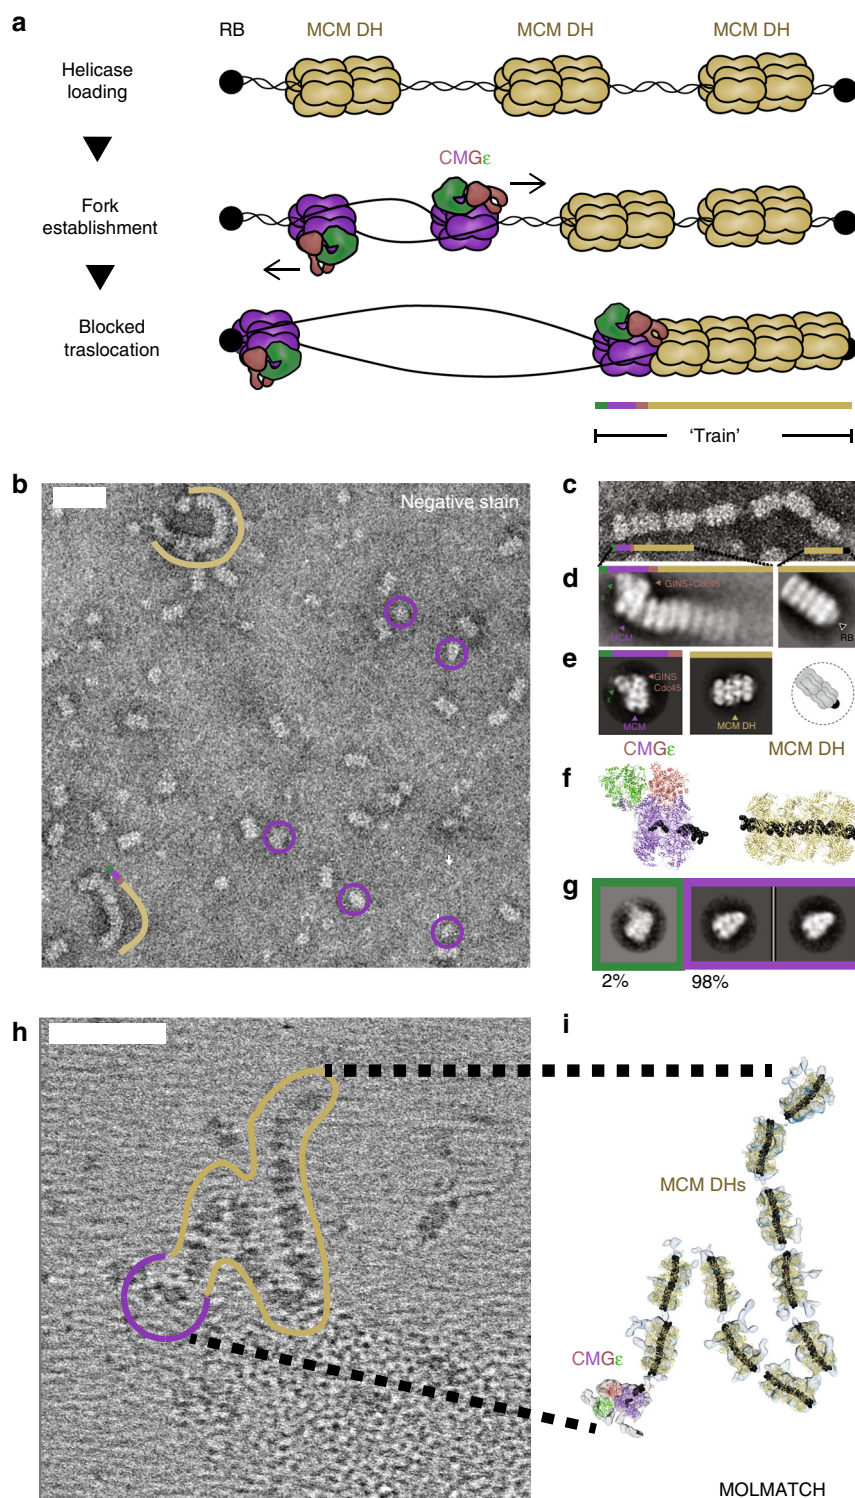 a
RB
MCM DH
MCM DH
MCM DH
Helicase
loading
CMGε
Fork
establishment
Blocked
traslocation
'Train'
b
Negative stain
c
d
GINS+Cdc45
ε
MCM
RB
e
GINS
Cdc45
ε
MCM
MCM DH
CMGε
MCM DH
f
g
2%
98%
h
i
MCM DHs
CMGε
MOLMATCH